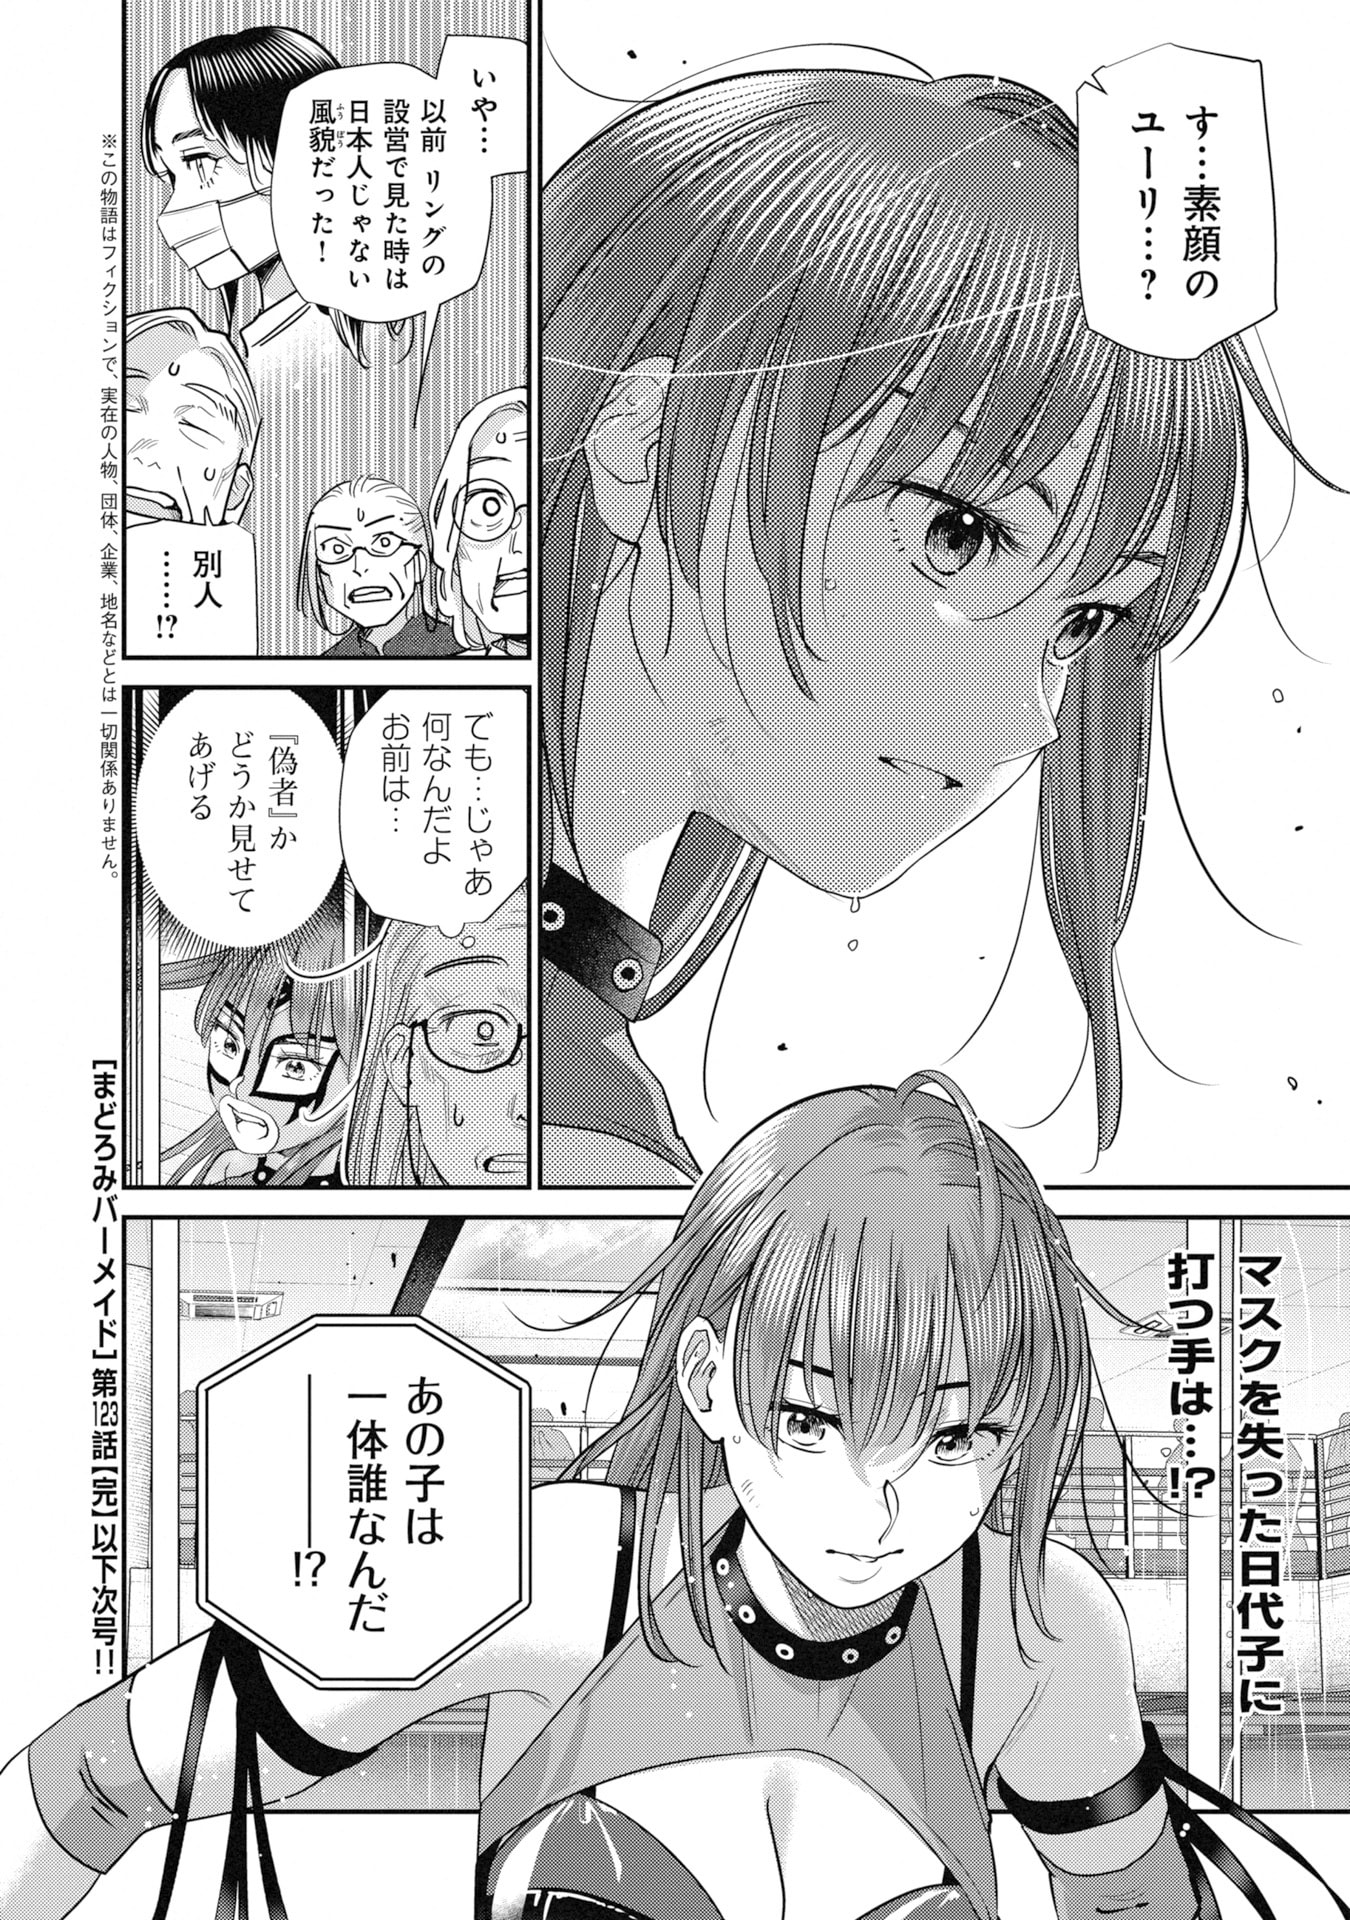 す…素顔の
ユーリ……?
いや…
以前 リングの
設営で見た時は
日本人じゃない
風貌だった!
ふうぼう
別人
……!?
でも…じゃあ
何なんだよ
お前は…
『偽者』か
どうか見せて
あげる
マスクを失った日代子に
打つ手は…!?
あの子は
一体誰なんだ
――!?
※この物語はフィクションで、実在の人物、団体、企業、地名などとは一切関係ありません。
[まどろみバーメイド]第123話【完】以下次号!!